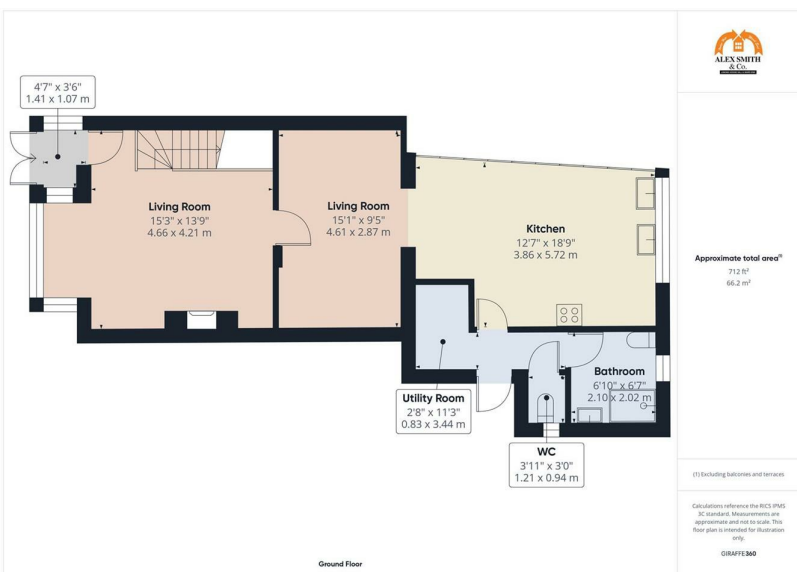 4'7" x 3'6"
1.41 x 1.07 m
Living Room
15'3" x 13'9"
4.66 x 4.21 m
Living Room
15'1" x 9'5"
4.61 x 2.87 m
Kitchen
12'7" x 18'9"
3.86 x 5.72 m
Utility Room
2'8" x 11'3"
0.83 x 3.44 m
Bathroom
6'10" x 6'7"
2.10 x 2.02 m
WC
3'11" x 3'0"
1.21 x 0.94 m
Ground Floor
ALEX SMITH
& Co.
Approximate total area⁽¹⁾
712 ft²
66.2 m²
(1) Excluding balconies and terraces
Calculations reference the RICS IPMS
3C standard. Measurements are
approximate and not to scale. This
floor plan is intended for illustration
only.
GIRAFFE360